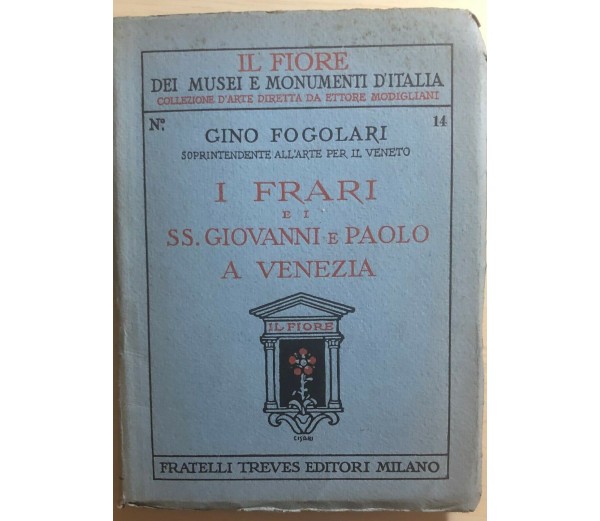 IL FIORE
DEI MUSEI E MONUMENTI D'ITALIA
COLLEZIONE D'ARTE DIRETTA DA ETTORE MODIGLIANI
No. 14
GINO FOGOLARI
SOPRINTENDENTE ALL'ARTE PER IL VENETO
I FRARI
E I
SS. GIOVANNI E PAOLO
A VENEZIA
IL FIORE
FRATELLI TREVES EDITORI MILANO